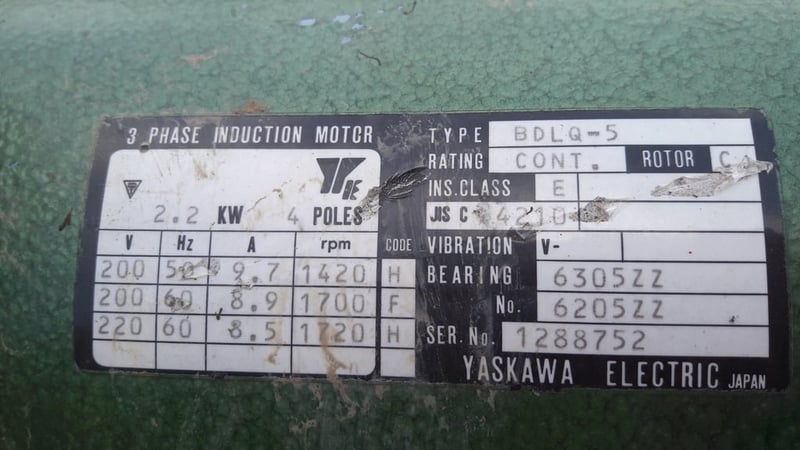 3 PHASE INDUCTION MOTOR
2.2 KW 4 POLES
V Hz A rpm CODE
200 50 9.7 1420 H
200 60 8.9 1700 F
220 60 8.5 1720 H
TYPE BDLQ-5
RATING CONT. ROTOR C
INS.CLASS E
JIS C 4210
VIBRATION V-
BEARING 6305ZZ
No. 6205ZZ
SER.No. 1288752
YASKAWA ELECTRIC JAPAN